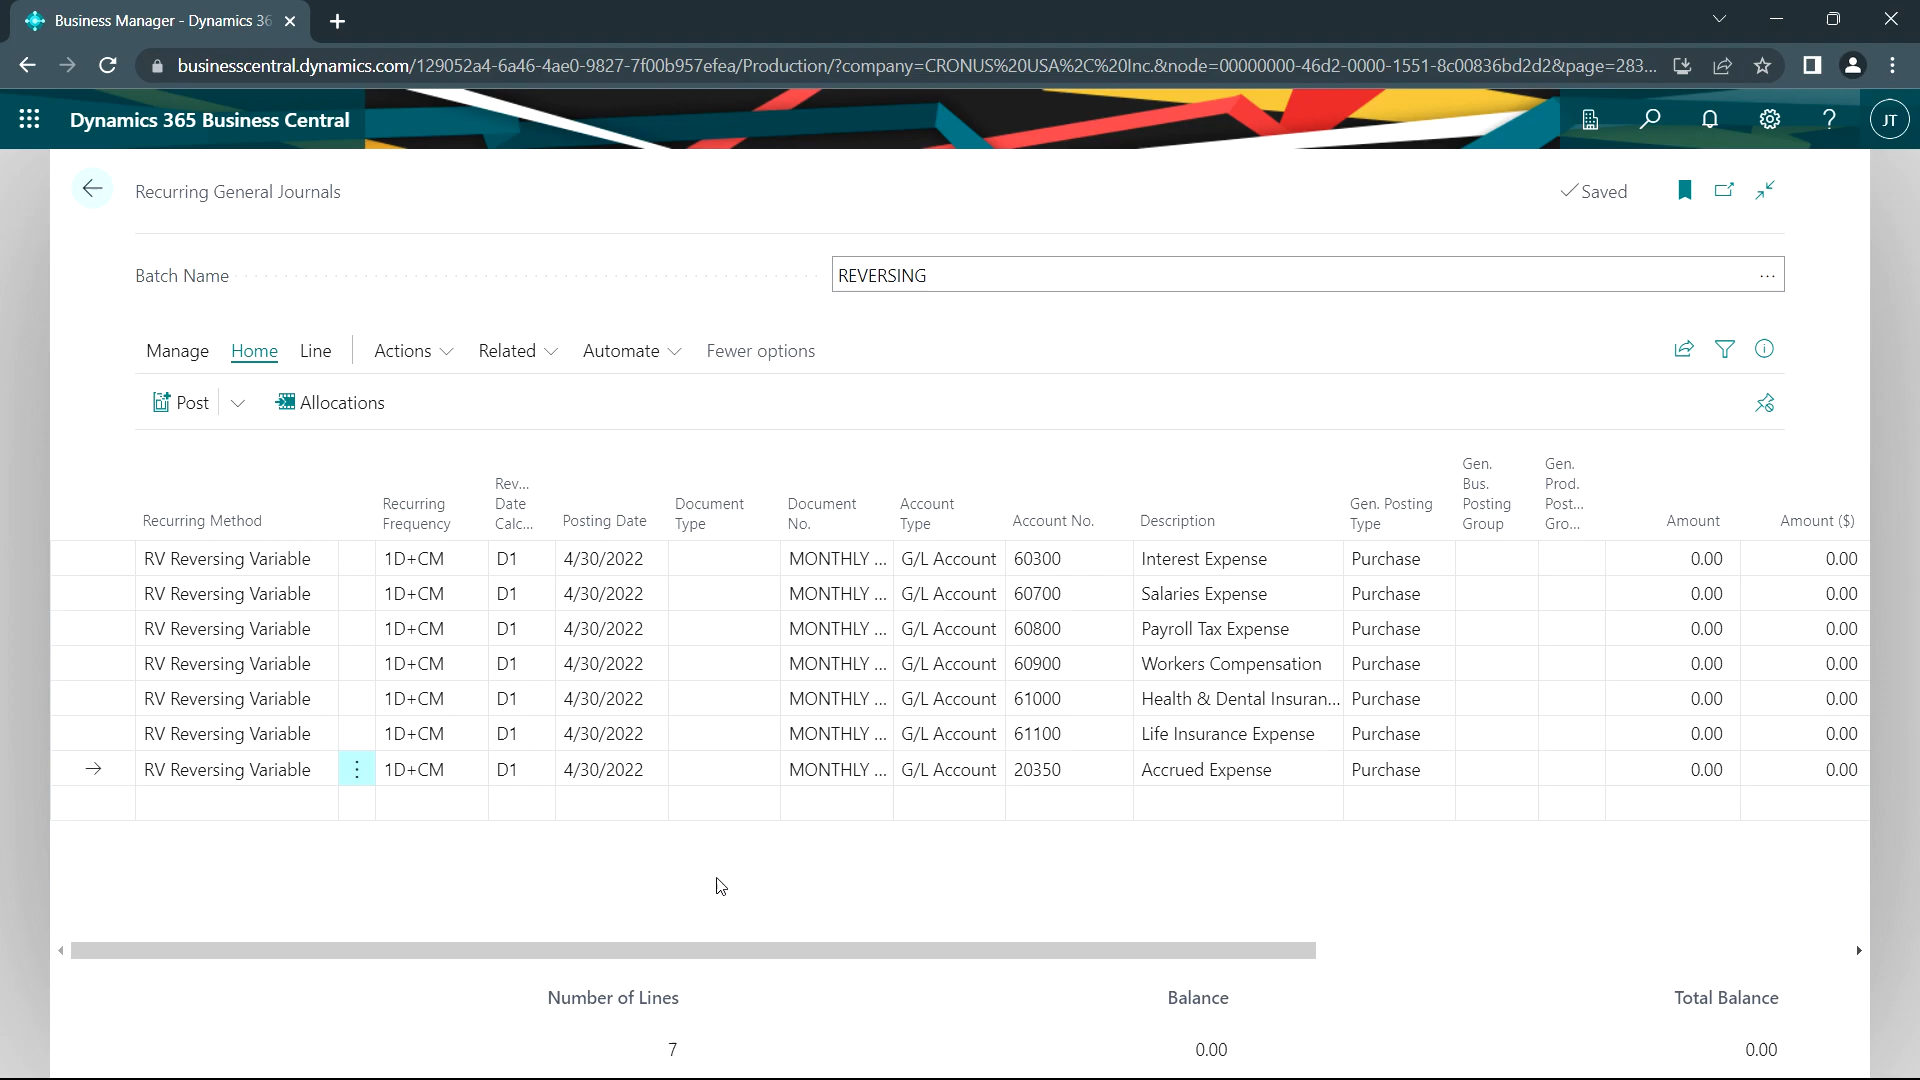 Business Manager - Dynamics 36
businesscentral.dynamics.com/129052a4-6a46-4ae0-9827-7f00b957efea/Production/?company=CRONUS%20USA%2C%20Inc.&node=00000000-46d2-0000-1551-8c00836bd2d2&page=283...
Dynamics 365 Business Central
JT
Recurring General Journals
Saved
Batch Name
REVERSING
Manage Home Line Actions Related Automate Fewer options
Post Allocations
Recurring Method
Recurring Frequency
Rev... Date Calc...
Posting Date
Document Type
Document No.
Account Type
Account No.
Description
Gen. Posting Type
Gen. Bus. Posting Group
Gen. Prod. Post... Gro...
Amount
Amount ($)
RV Reversing Variable 1D+CM D1 4/30/2022 MONTHLY ... G/L Account 60300 Interest Expense Purchase 0.00 0.00
RV Reversing Variable 1D+CM D1 4/30/2022 MONTHLY ... G/L Account 60700 Salaries Expense Purchase 0.00 0.00
RV Reversing Variable 1D+CM D1 4/30/2022 MONTHLY ... G/L Account 60800 Payroll Tax Expense Purchase 0.00 0.00
RV Reversing Variable 1D+CM D1 4/30/2022 MONTHLY ... G/L Account 60900 Workers Compensation Purchase 0.00 0.00
RV Reversing Variable 1D+CM D1 4/30/2022 MONTHLY ... G/L Account 61000 Health & Dental Insuran... Purchase 0.00 0.00
RV Reversing Variable 1D+CM D1 4/30/2022 MONTHLY ... G/L Account 61100 Life Insurance Expense Purchase 0.00 0.00
RV Reversing Variable 1D+CM D1 4/30/2022 MONTHLY ... G/L Account 20350 Accrued Expense Purchase 0.00 0.00
Number of Lines Balance Total Balance
7 0.00 0.00